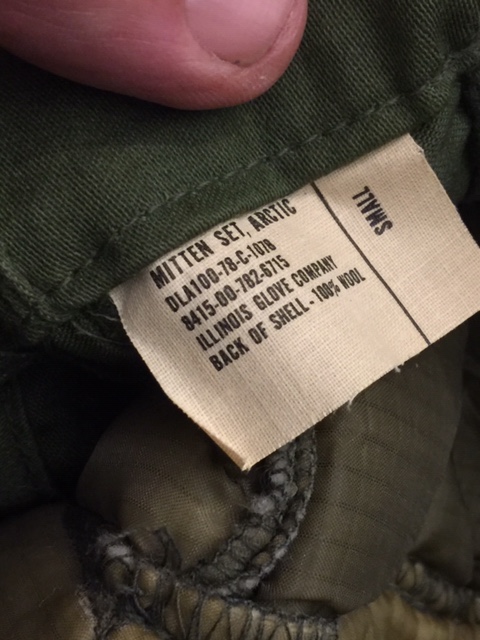 MITTEN SET, ARCTIC
DLA100-78-C-1078
8415-00-782-6715
ILLINOIS GLOVE COMPANY
BACK OF SHELL - 100% WOOL
SMALL